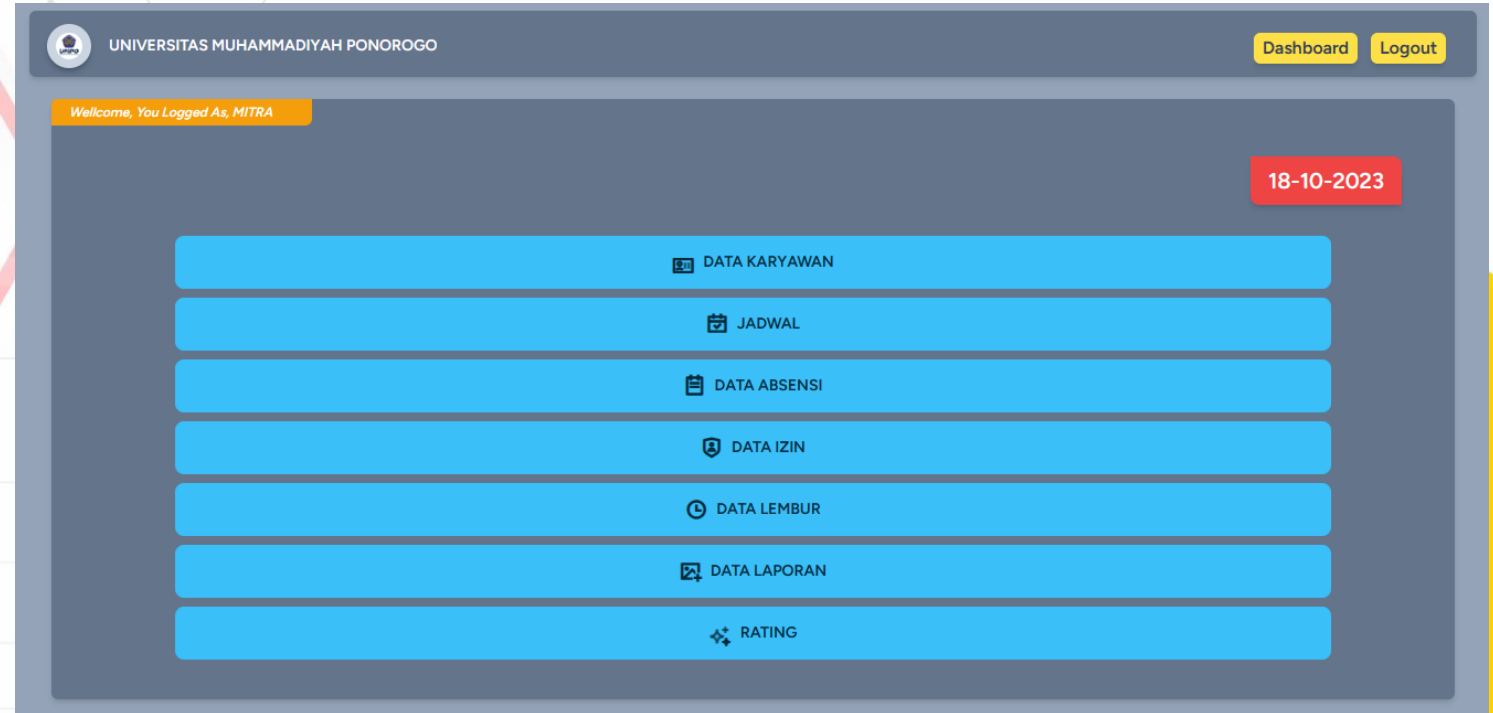 UNIVERSITAS MUHAMMADIYAH PONOROGO
Dashboard
Logout
Wellcome, You Logged As, MITRA
18-10-2023
DATA KARYAWAN
JADWAL
DATA ABSENSI
DATA IZIN
DATA LEMBUR
DATA LAPORAN
RATING